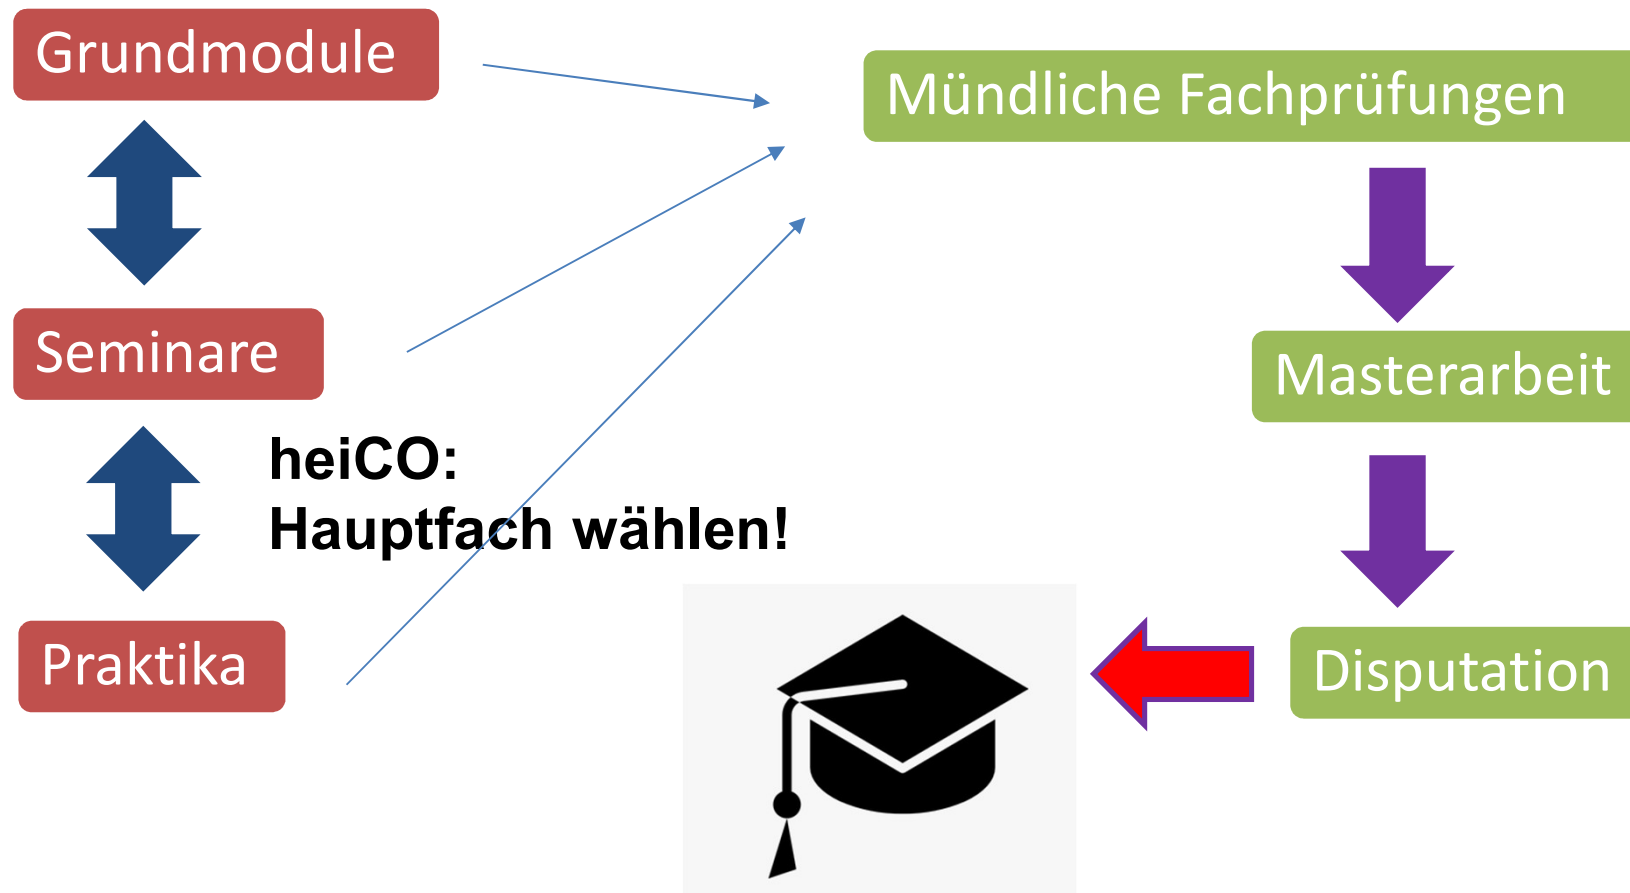 Grundmodule
Mündliche Fachprüfungen
Seminare
Masterarbeit
heiCO:
Hauptfach wählen!
Praktika
Disputation